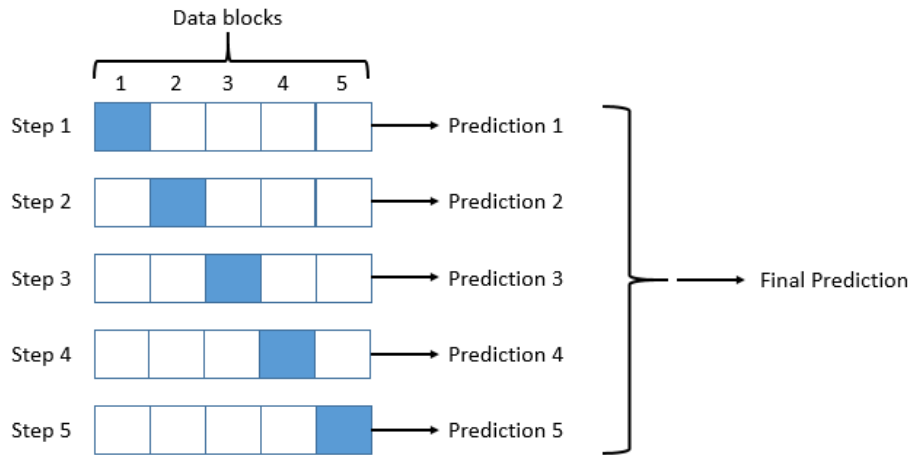 Data blocks
1 2 3 4 5
Step 1 Prediction 1
Step 2 Prediction 2
Step 3 Prediction 3 Final Prediction
Step 4 Prediction 4
Step 5 Prediction 5